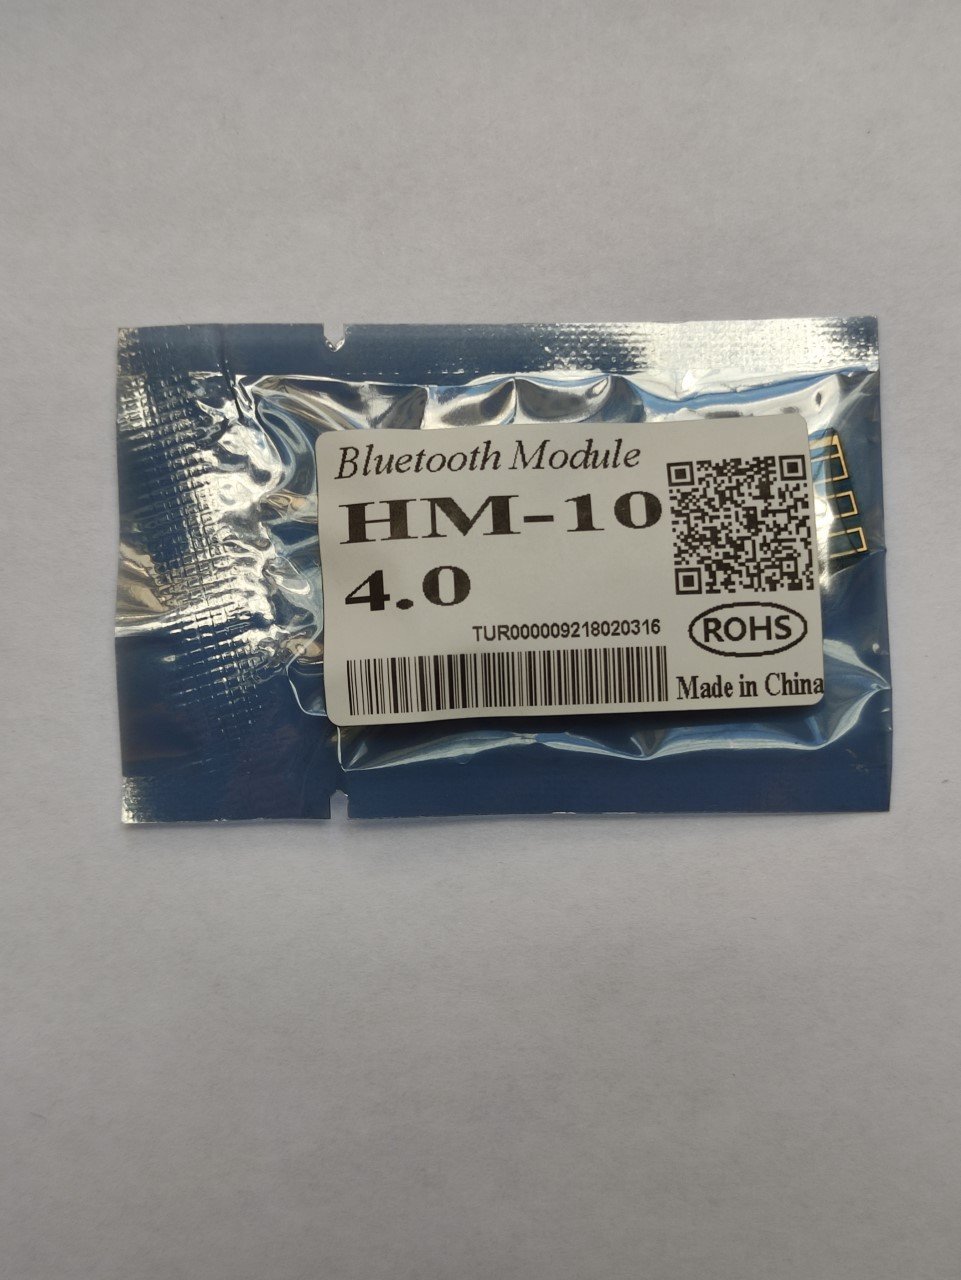 Bluetooth Module
HM-10
4.0
TUR000009218020316
ROHS
Made in China